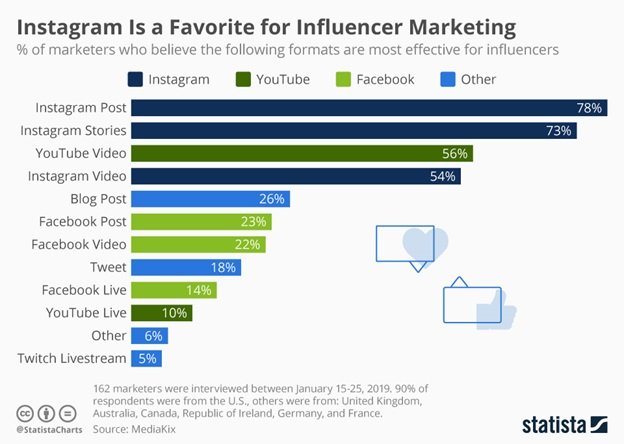 Instagram Is a Favorite for Influencer Marketing
% of marketers who believe the following formats are most effective for influencers
Instagram YouTube Facebook Other
Instagram Post 78%
Instagram Stories 73%
YouTube Video 56%
Instagram Video 54%
Blog Post 26%
Facebook Post 23%
Facebook Video 22%
Tweet 18%
Facebook Live 14%
YouTube Live 10%
Other 6%
Twitch Livestream 5%
162 marketers were interviewed between January 15-25, 2019. 90% of
respondents were from the U.S., others were from: United Kingdom,
Australia, Canada, Republic of Ireland, Germany, and France.
@StatistaCharts Source: MediaKix
statista